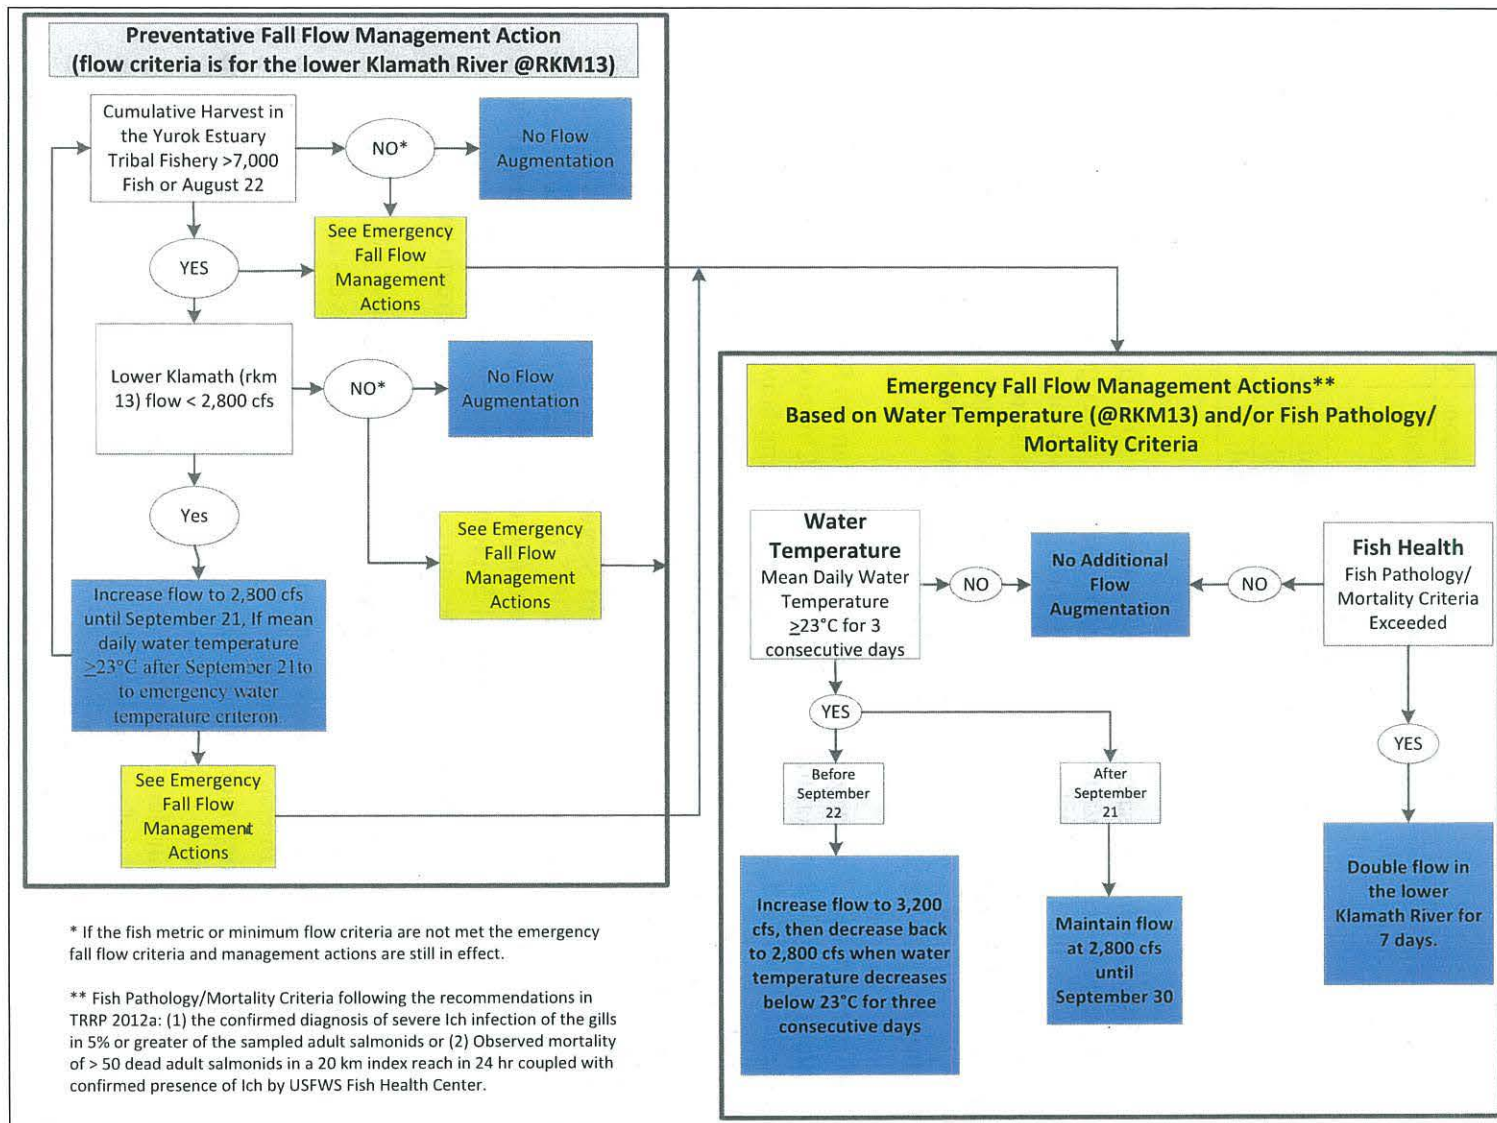 Preventative Fall Flow Management Action
(flow criteria is for the lower Klamath River @RKM13)
Cumulative Harvest in
the Yurok Estuary
Tribal Fishery >7,000
Fish or August 22
NO*
No Flow
Augmentation
YES
See Emergency
Fall Flow
Management
Actions
Lower Klamath (rkm
13) flow < 2,800 cfs
NO*
No Flow
Augmentation
Yes
See Emergency
Fall Flow
Management
Actions
Increase flow to 2,800 cfs
until September 21, If mean
daily water temperature
≥23°C after September 21to
to emergency water
temperature criteron.
See Emergency
Fall Flow
Management
Actions
* If the fish metric or minimum flow criteria are not met the emergency
fall flow criteria and management actions are still in effect.
** Fish Pathology/Mortality Criteria following the recommendations in
TRRP 2012a: (1) the confirmed diagnosis of severe Ich infection of the gills
in 5% or greater of the sampled adult salmonids or (2) Observed mortality
of > 50 dead adult salmonids in a 20 km index reach in 24 hr coupled with
confirmed presence of Ich by USFWS Fish Health Center.
Emergency Fall Flow Management Actions**
Based on Water Temperature (@RKM13) and/or Fish Pathology/
Mortality Criteria
Water
Temperature
Mean Daily Water
Temperature
≥23°C for 3
consecutive days
NO
No Additional
Flow
Augmentation
NO
Fish Health
Fish Pathology/
Mortality Criteria
Exceeded
YES
YES
Before
September
22
After
September
21
Increase flow to 3,200
cfs, then decrease back
to 2,800 cfs when water
temperature decreases
below 23°C for three
consecutive days
Maintain flow
at 2,800 cfs
until
September 30
Double flow in
the lower
Klamath River for
7 days.